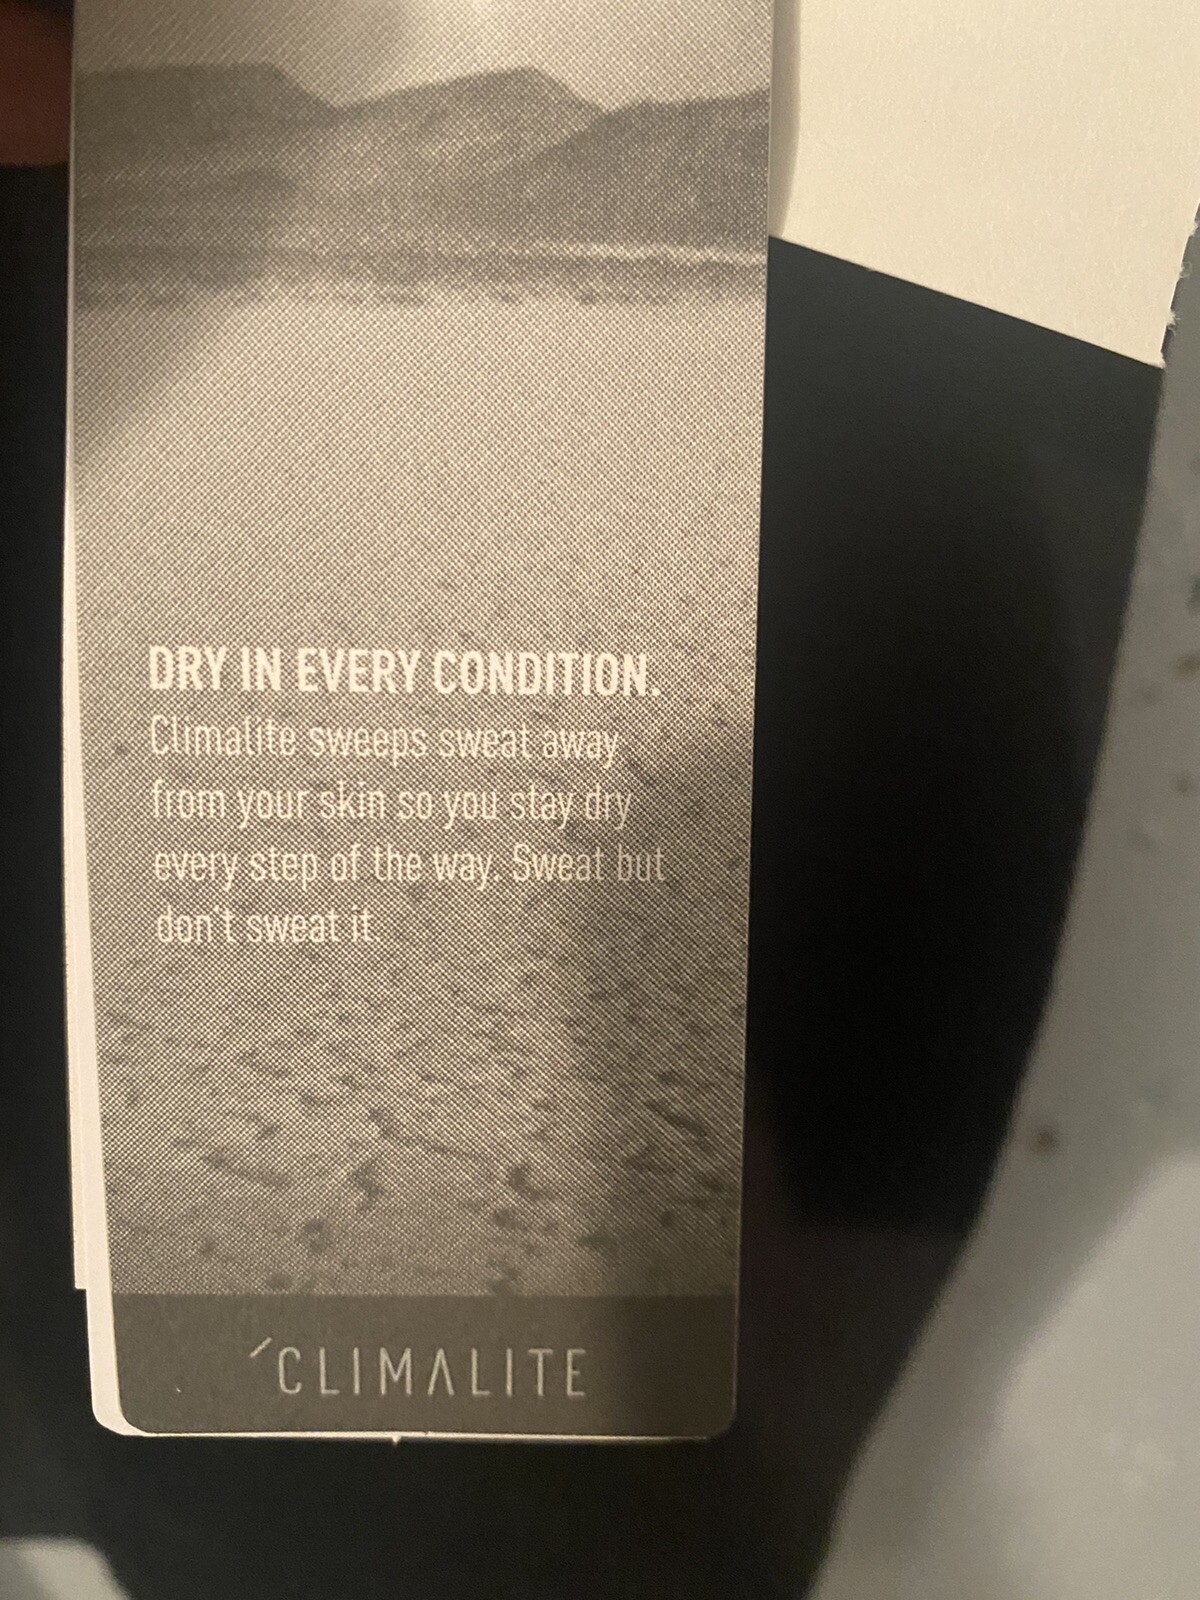 DRY IN EVERY CONDITION.
Climalite sweeps sweat away
from your skin so you stay dry
every step of the way. Sweat but
don't sweat it
´CLIMALITE